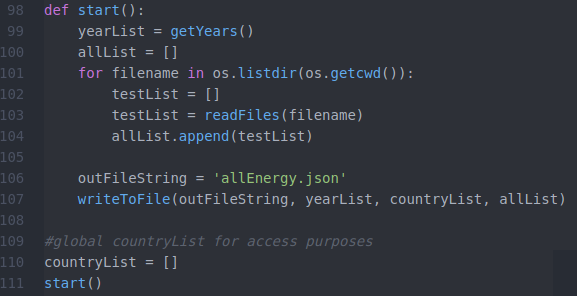 98 def start():
99     yearList = getYears()
100     allList = []
101     for filename in os.listdir(os.getcwd()):
102         testList = []
103         testList = readFiles(filename)
104         allList.append(testList)
105
106     outFileString = 'allEnergy.json'
107     writeToFile(outFileString, yearList, countryList, allList)
108
109 #global countryList for access purposes
110 countryList = []
111 start()